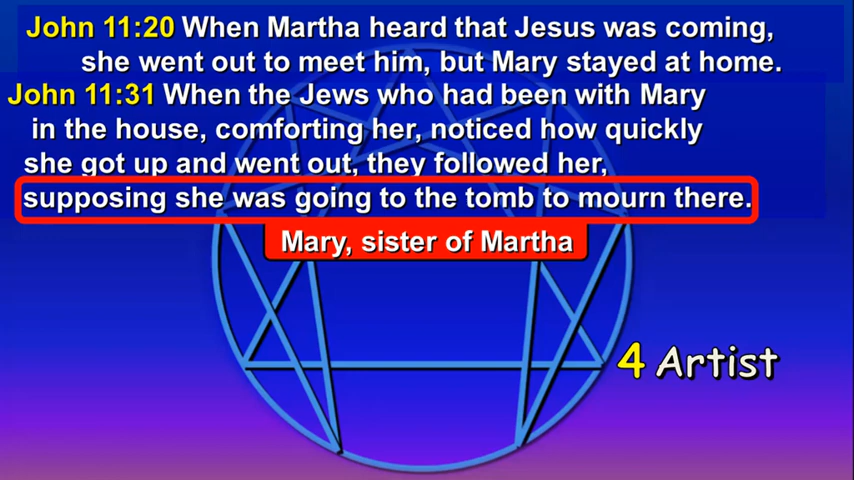 John 11:20 When Martha heard that Jesus was coming,
she went out to meet him, but Mary stayed at home.
John 11:31 When the Jews who had been with Mary
in the house, comforting her, noticed how quickly
she got up and went out, they followed her,
supposing she was going to the tomb to mourn there.
Mary, sister of Martha
4 Artist